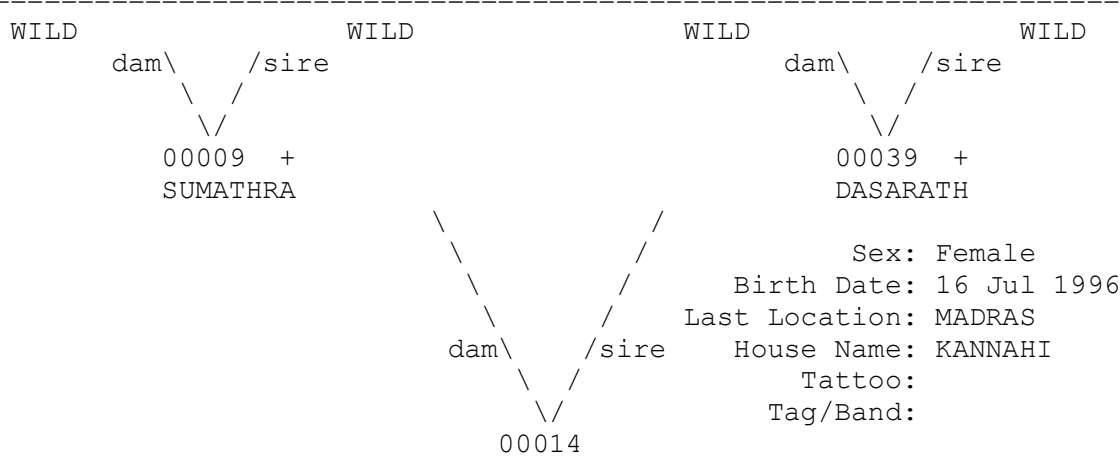 WILD WILD WILD WILD
dam\ /sire dam\ /sire
\ / \ /
\/ \/
00009 + 00039 +
SUMATHRA DASARATH
\ /
\ / Sex: Female
\ / Birth Date: 16 Jul 1996
\ / Last Location: MADRAS
dam\ /sire House Name: KANNAHI
\ / Tattoo:
\/ Tag/Band:
00014